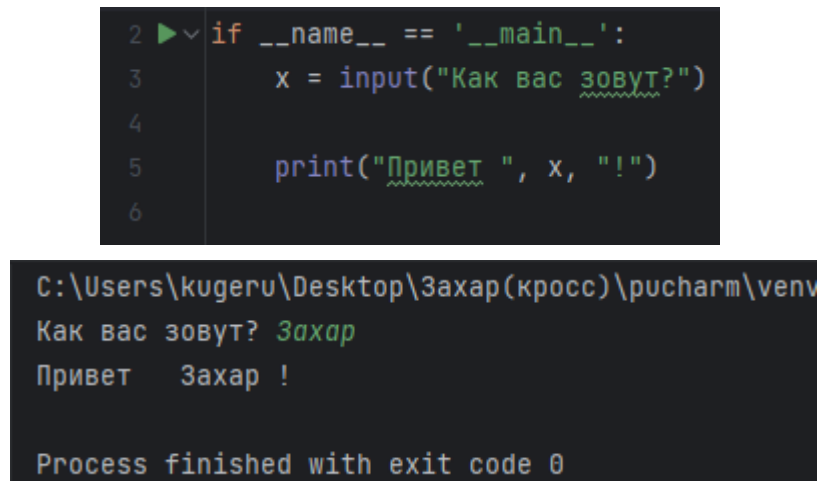 2 if __name__ == '__main__':
3 x = input("Как вас зовут?")
4
5 print("Привет ", x, "!")
6
C:\Users\kugeru\Desktop\Захар(кросс)\pucharm\venv
Как вас зовут? Захар
Привет   Захар !
Process finished with exit code 0